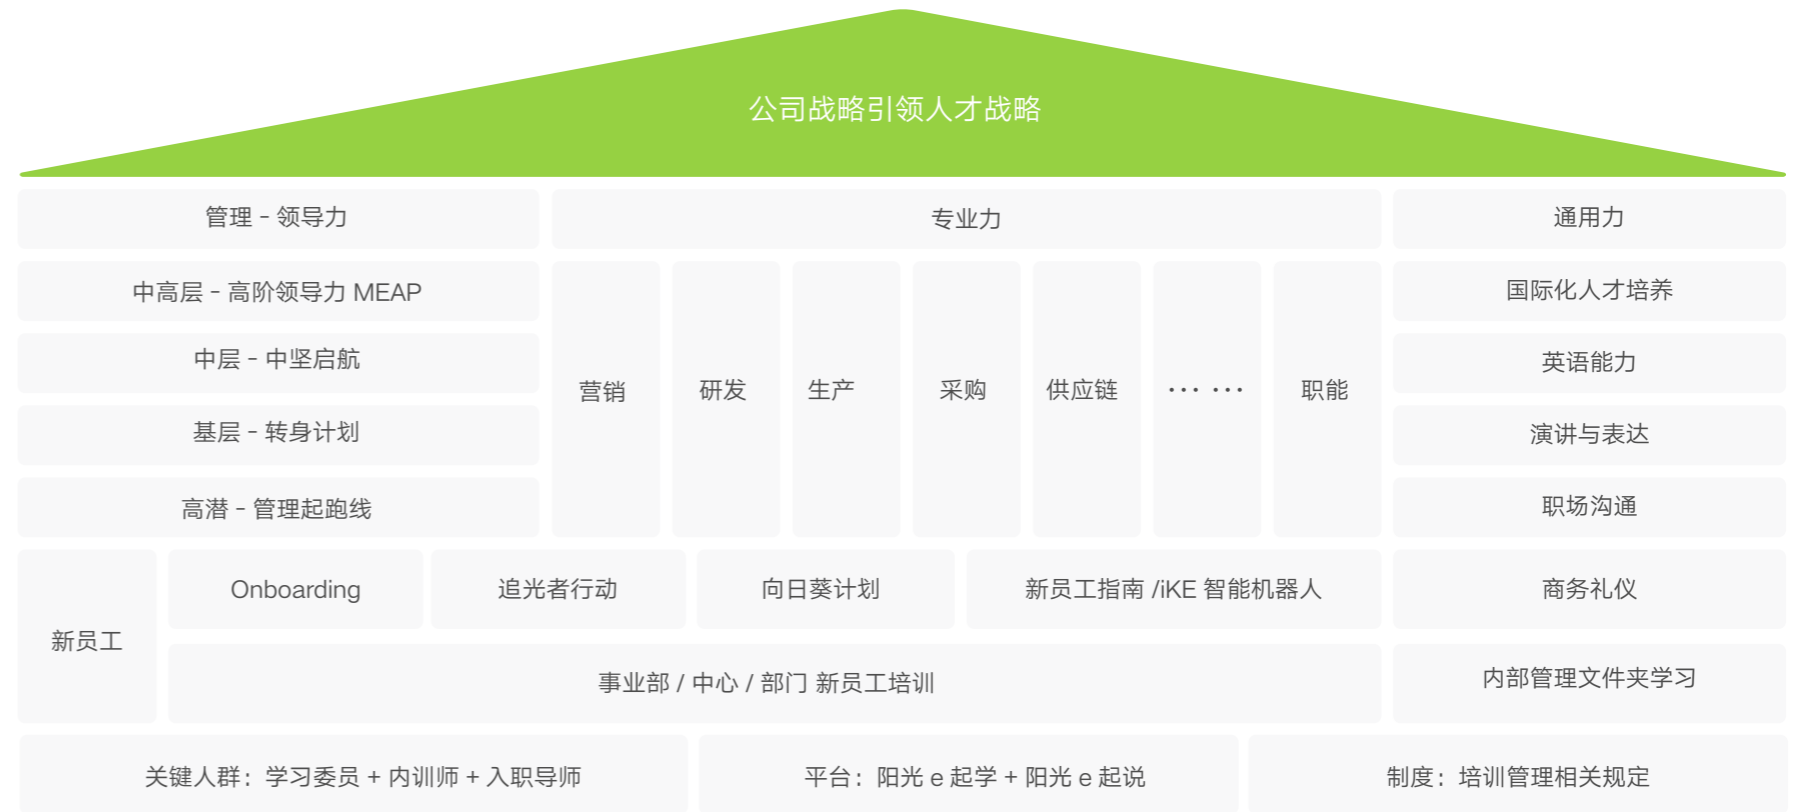 公司战略引领人才战略
管理 - 领导力
专业力
通用力
中高层 - 高阶领导力 MEAP
中层 - 中坚启航
基层 - 转身计划
高潜 - 管理起跑线
营销
研发
生产
采购
供应链
… …
职能
国际化人才培养
英语能力
演讲与表达
职场沟通
新员工
Onboarding
追光者行动
向日葵计划
新员工指南 /iKE 智能机器人
商务礼仪
事业部 / 中心 / 部门 新员工培训
内部管理文件夹学习
关键人群：学习委员 + 内训师 + 入职导师
平台：阳光 e 起学 + 阳光 e 起说
制度：培训管理相关规定